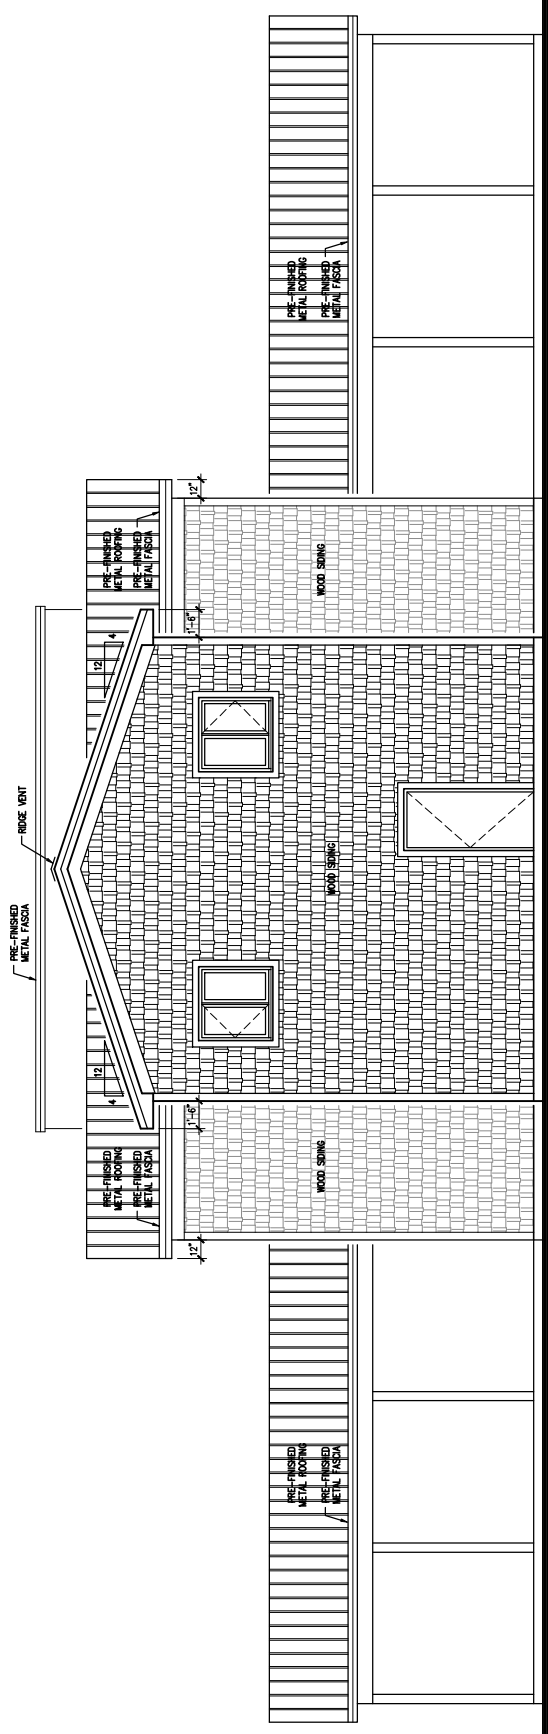 PRE-FINISHED
METAL FASCIA
RIDGE VENT
4
12
4
12
PRE-FINISHED
METAL ROOFING
PRE-FINISHED
METAL FASCIA
PRE-FINISHED
METAL ROOFING
PRE-FINISHED
METAL FASCIA
12"
1'-6"
1'-6"
12"
PRE-FINISHED
METAL ROOFING
PRE-FINISHED
METAL FASCIA
PRE-FINISHED
METAL ROOFING
PRE-FINISHED
METAL FASCIA
WOOD SIDING
WOOD SIDING
WOOD SIDING